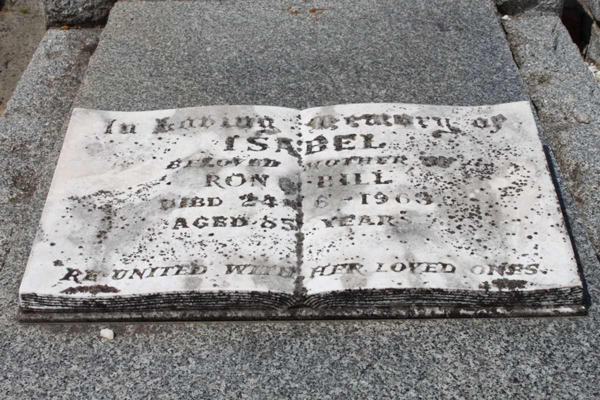 In Loving Memory of
ISABEL
BELOVED MOTHER OF
RON & BILL
DIED 24 - 6 - 1963
AGED 85 YEARS
RE-UNITED WITH HER LOVED ONES.